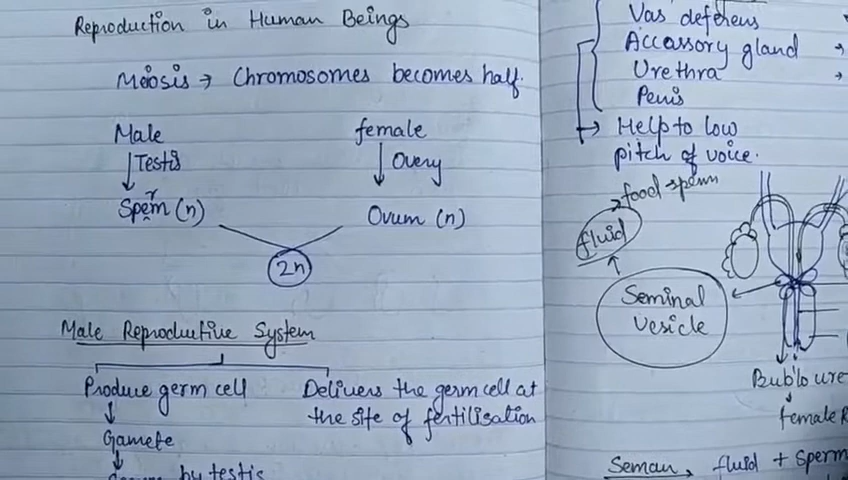 Reproduction in Human Beings
Meiosis → Chromosomes becomes half.
Male
female
Testis
Overy
Sperm (n)
Ovum (n)
2n
Male Reproductive System
Produce germ cell
Delivers the germ cell at
the site of fertilisation
Gamete
by testis
Vas deferens
Accassory gland →
Urethra →
Penis
→ Help to low
pitch of voice.
food → sperm
fluid
Seminal
Vesicle
female
Seman → fluid + Sperm